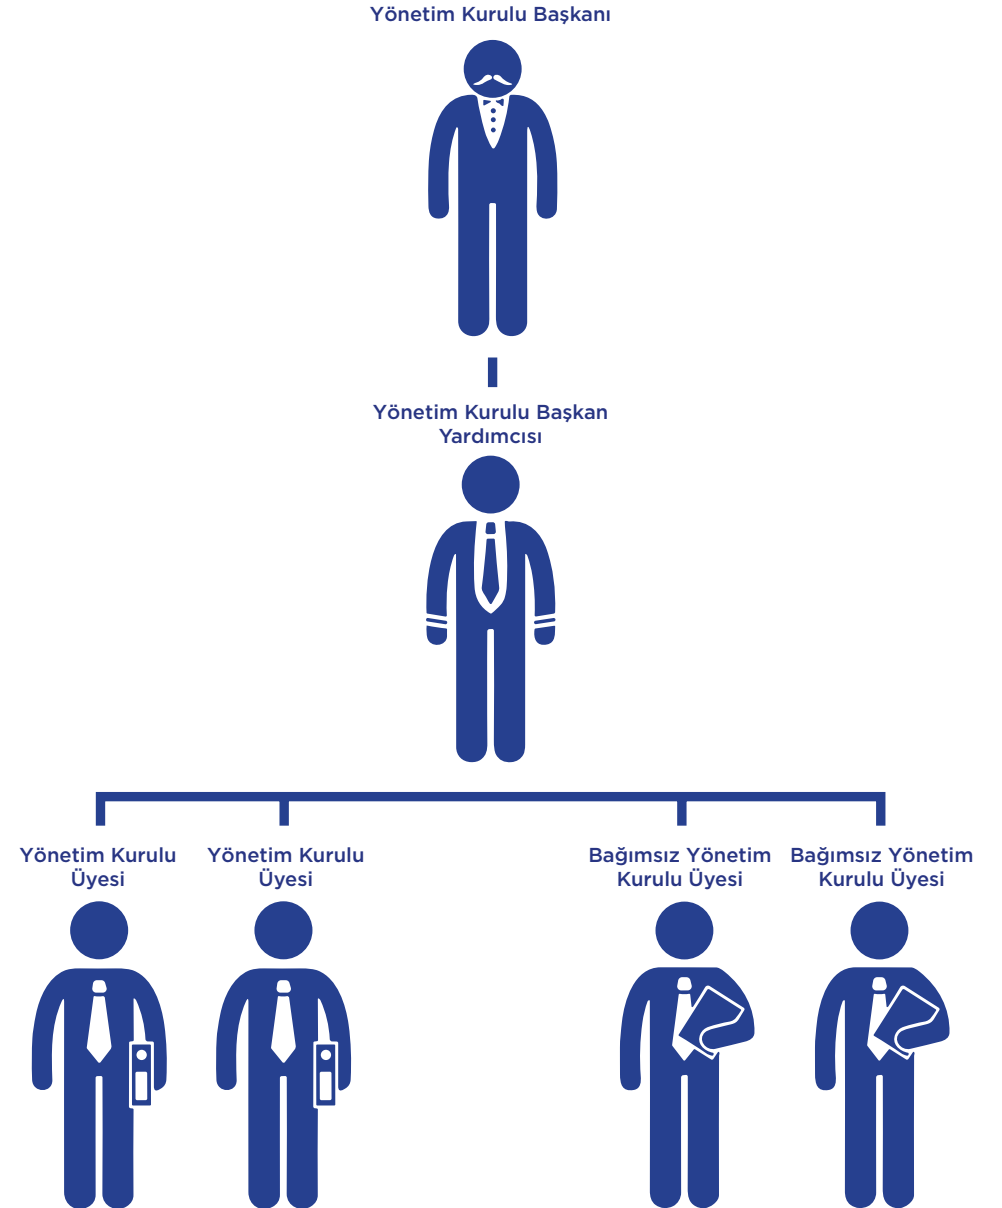 Yönetim Kurulu Başkanı
Yönetim Kurulu Başkan
Yardımcısı
Yönetim Kurulu
Üyesi
Yönetim Kurulu
Üyesi
Bağımsız Yönetim
Kurulu Üyesi
Bağımsız Yönetim
Kurulu Üyesi